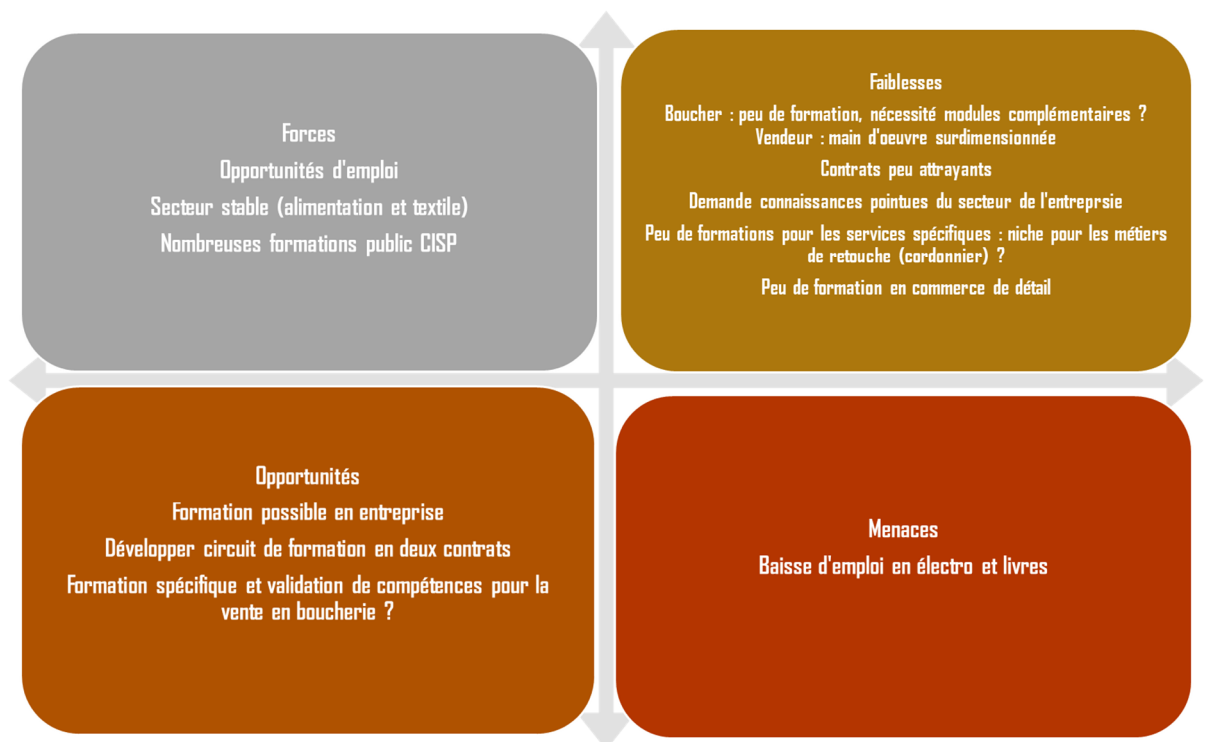 Forces
Opportunités d'emploi
Secteur stable (alimentation et textile)
Nombreuses formations public CISP
Faiblesses
Boucher : peu de formation, nécessité modules complémentaires ?
Vendeur : main d'oeuvre surdimensionnée
Contrats peu attrayants
Demande connaissances pointues du secteur de l'entreprsie
Peu de formations pour les services spécifiques : niche pour les métiers
de retouche (cordonnier) ?
Peu de formation en commerce de détail
Opportunités
Formation possible en entreprise
Développer circuit de formation en deux contrats
Formation spécifique et validation de compétences pour la
vente en boucherie ?
Menaces
Baisse d'emploi en électro et livres